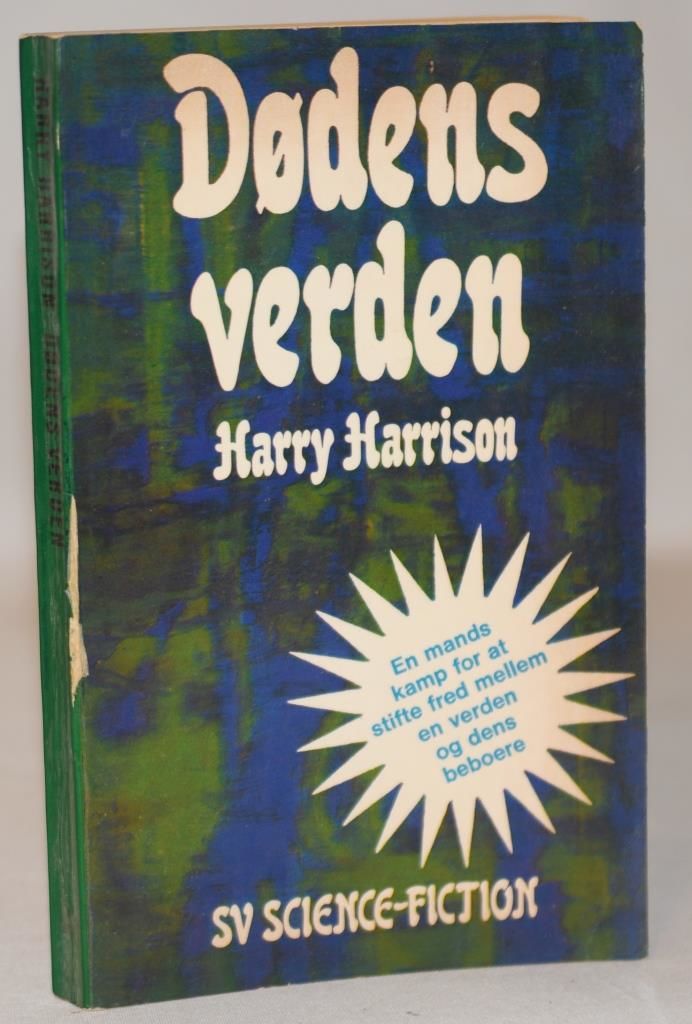 Dødens
verden
Harry Harrison
En mands
kamp for at
stifte fred mellem
en verden
og dens
beboere
SV SCIENCE-FICTION
HARRY HARRISON DØDENS VERDEN